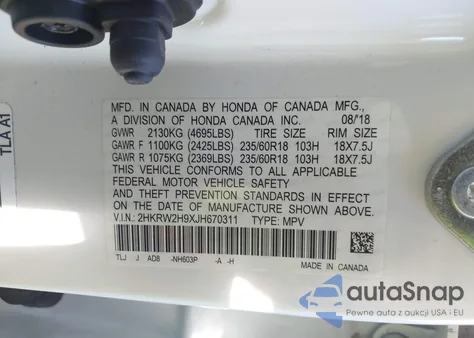 TLA A1
MFD. IN CANADA BY HONDA OF CANADA MFG.,
A DIVISION OF HONDA CANADA INC. 08/18
GVWR 2130KG (4695LBS) TIRE SIZE RIM SIZE
GAWR F 1100KG (2425LBS) 235/60R18 103H 18X7.5J
GAWR R 1075KG (2369LBS) 235/60R18 103H 18X7.5J
THIS VEHICLE CONFORMS TO ALL APPLICABLE
FEDERAL MOTOR VEHICLE SAFETY
AND THEFT PREVENTION STANDARDS IN EFFECT
ON THE DATE OF MANUFACTURE SHOWN ABOVE.
V.I.N.: 2HKRW2H9XJH670311 TYPE: MPV
TLJ J AD8 -NH603P -A -H
MADE IN CANADA
autoSnap
Pewne auta z aukcji USA i EU